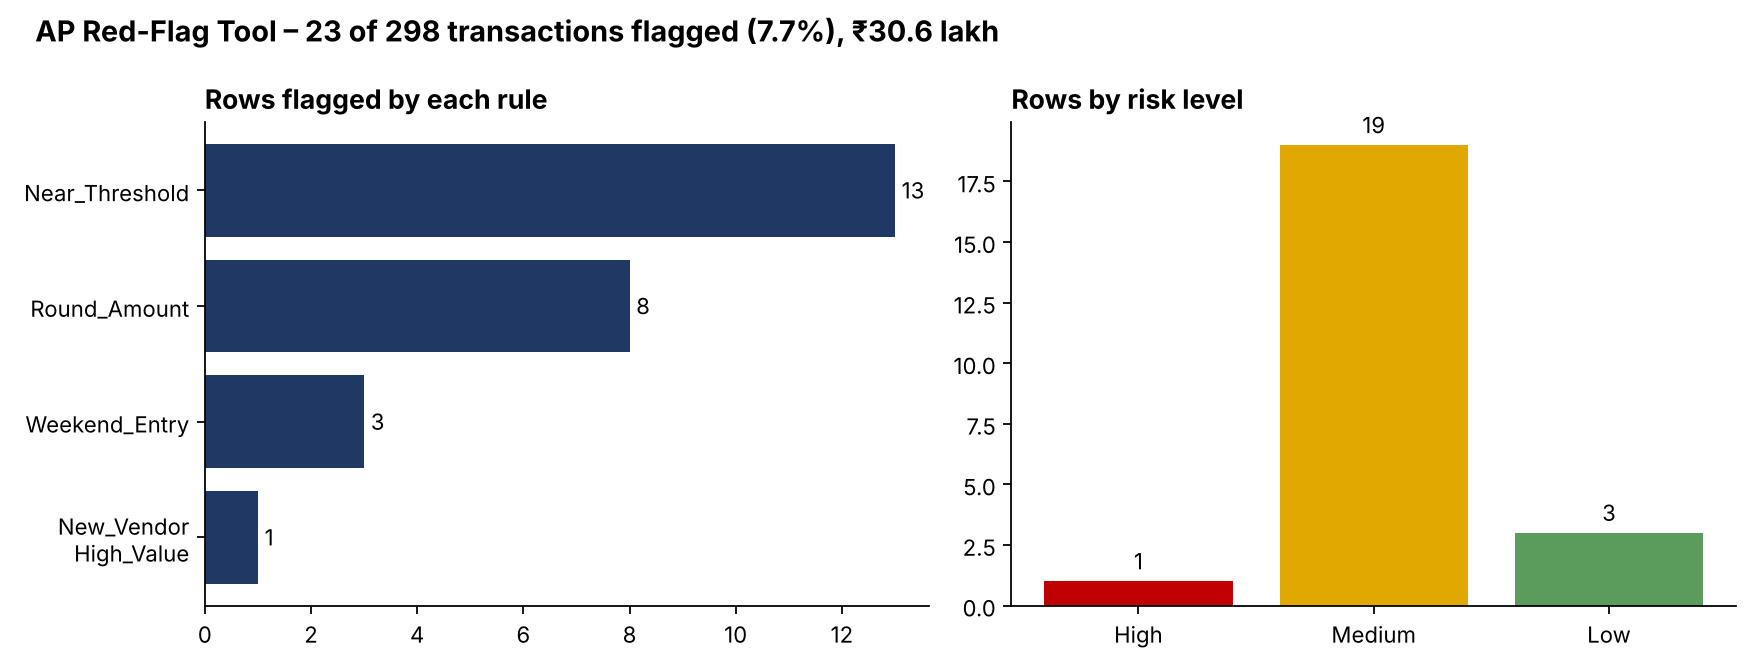 AP Red-Flag Tool – 23 of 298 transactions flagged (7.7%), ₹30.6 lakh
Rows flagged by each rule
Near_Threshold
13
Round_Amount
8
Weekend_Entry
3
New_Vendor
High_Value
1
0 2 4 6 8 10 12
Rows by risk level
19
17.5
15.0
12.5
10.0
7.5
5.0
3
2.5
1
0.0
High Medium Low